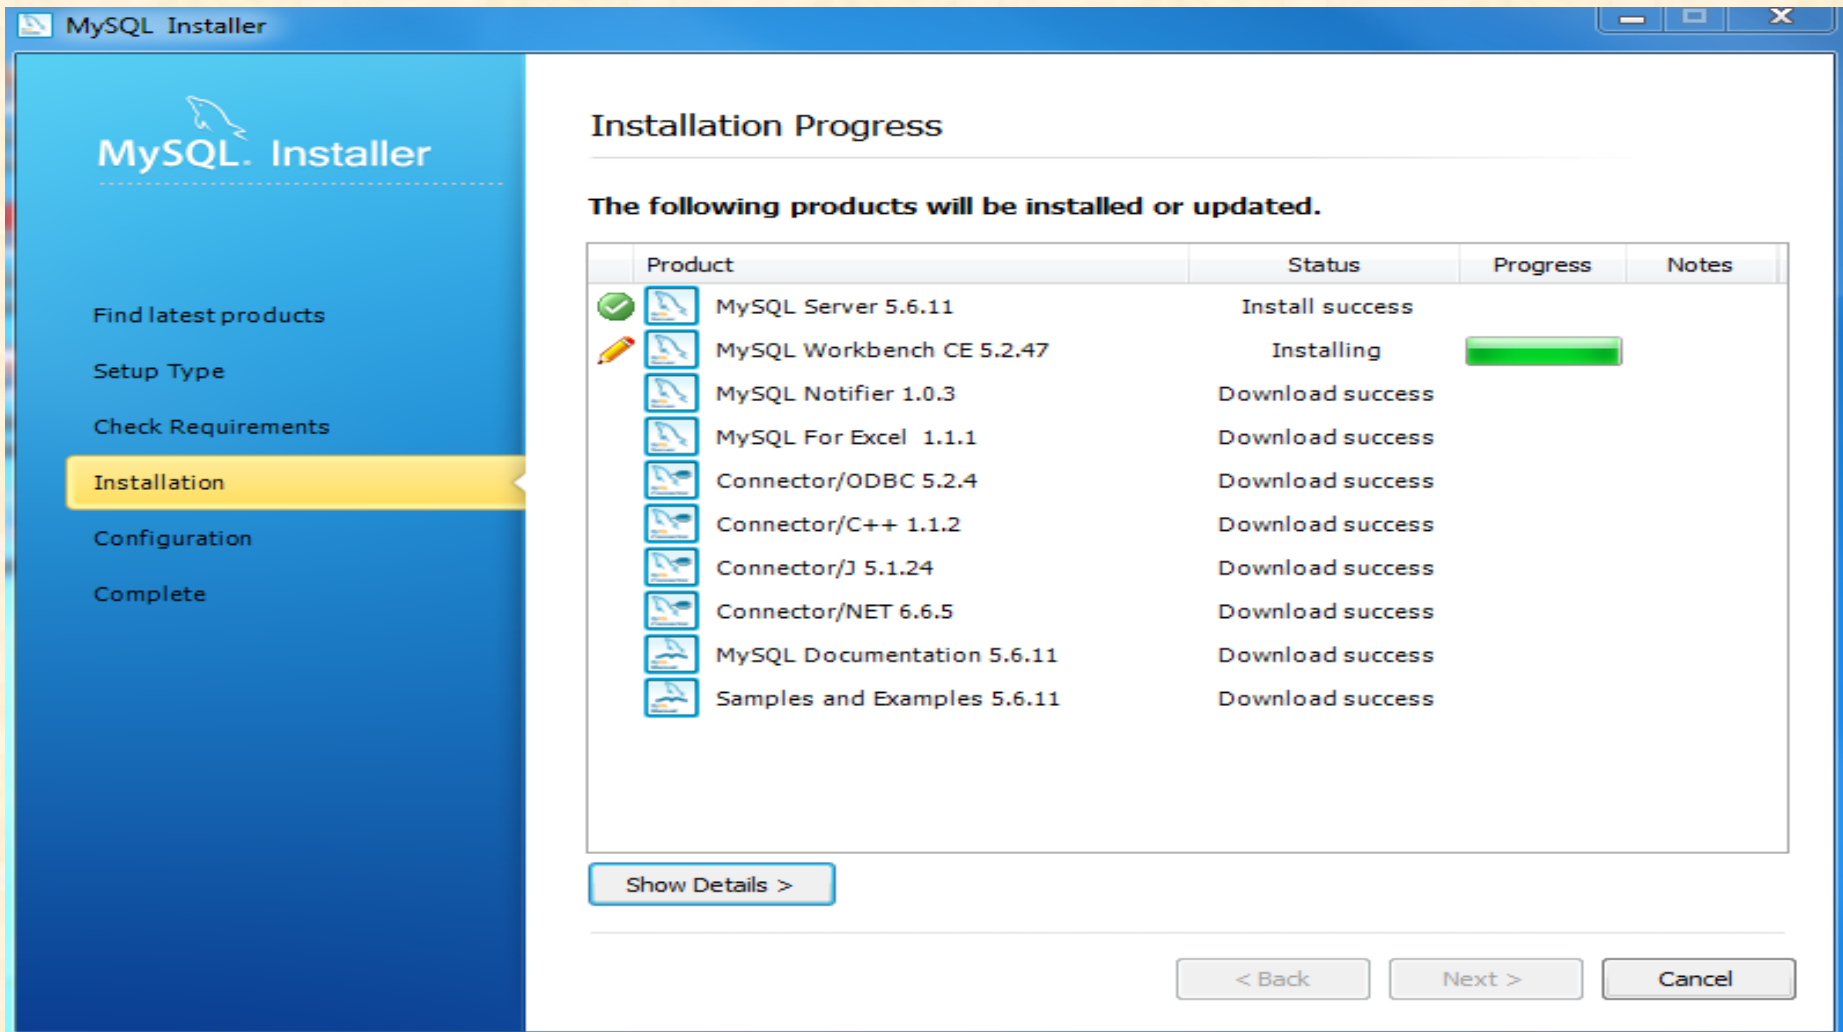 MySQL Installer
MySQL. Installer
Find latest products
Setup Type
Check Requirements
Installation
Configuration
Complete
Installation Progress
The following products will be installed or updated.
Product Status Progress Notes
MySQL Server 5.6.11 Install success
MySQL Workbench CE 5.2.47 Installing
MySQL Notifier 1.0.3 Download success
MySQL For Excel 1.1.1 Download success
Connector/ODBC 5.2.4 Download success
Connector/C++ 1.1.2 Download success
Connector/J 5.1.24 Download success
Connector/NET 6.6.5 Download success
MySQL Documentation 5.6.11 Download success
Samples and Examples 5.6.11 Download success
Show Details >
< Back Next > Cancel